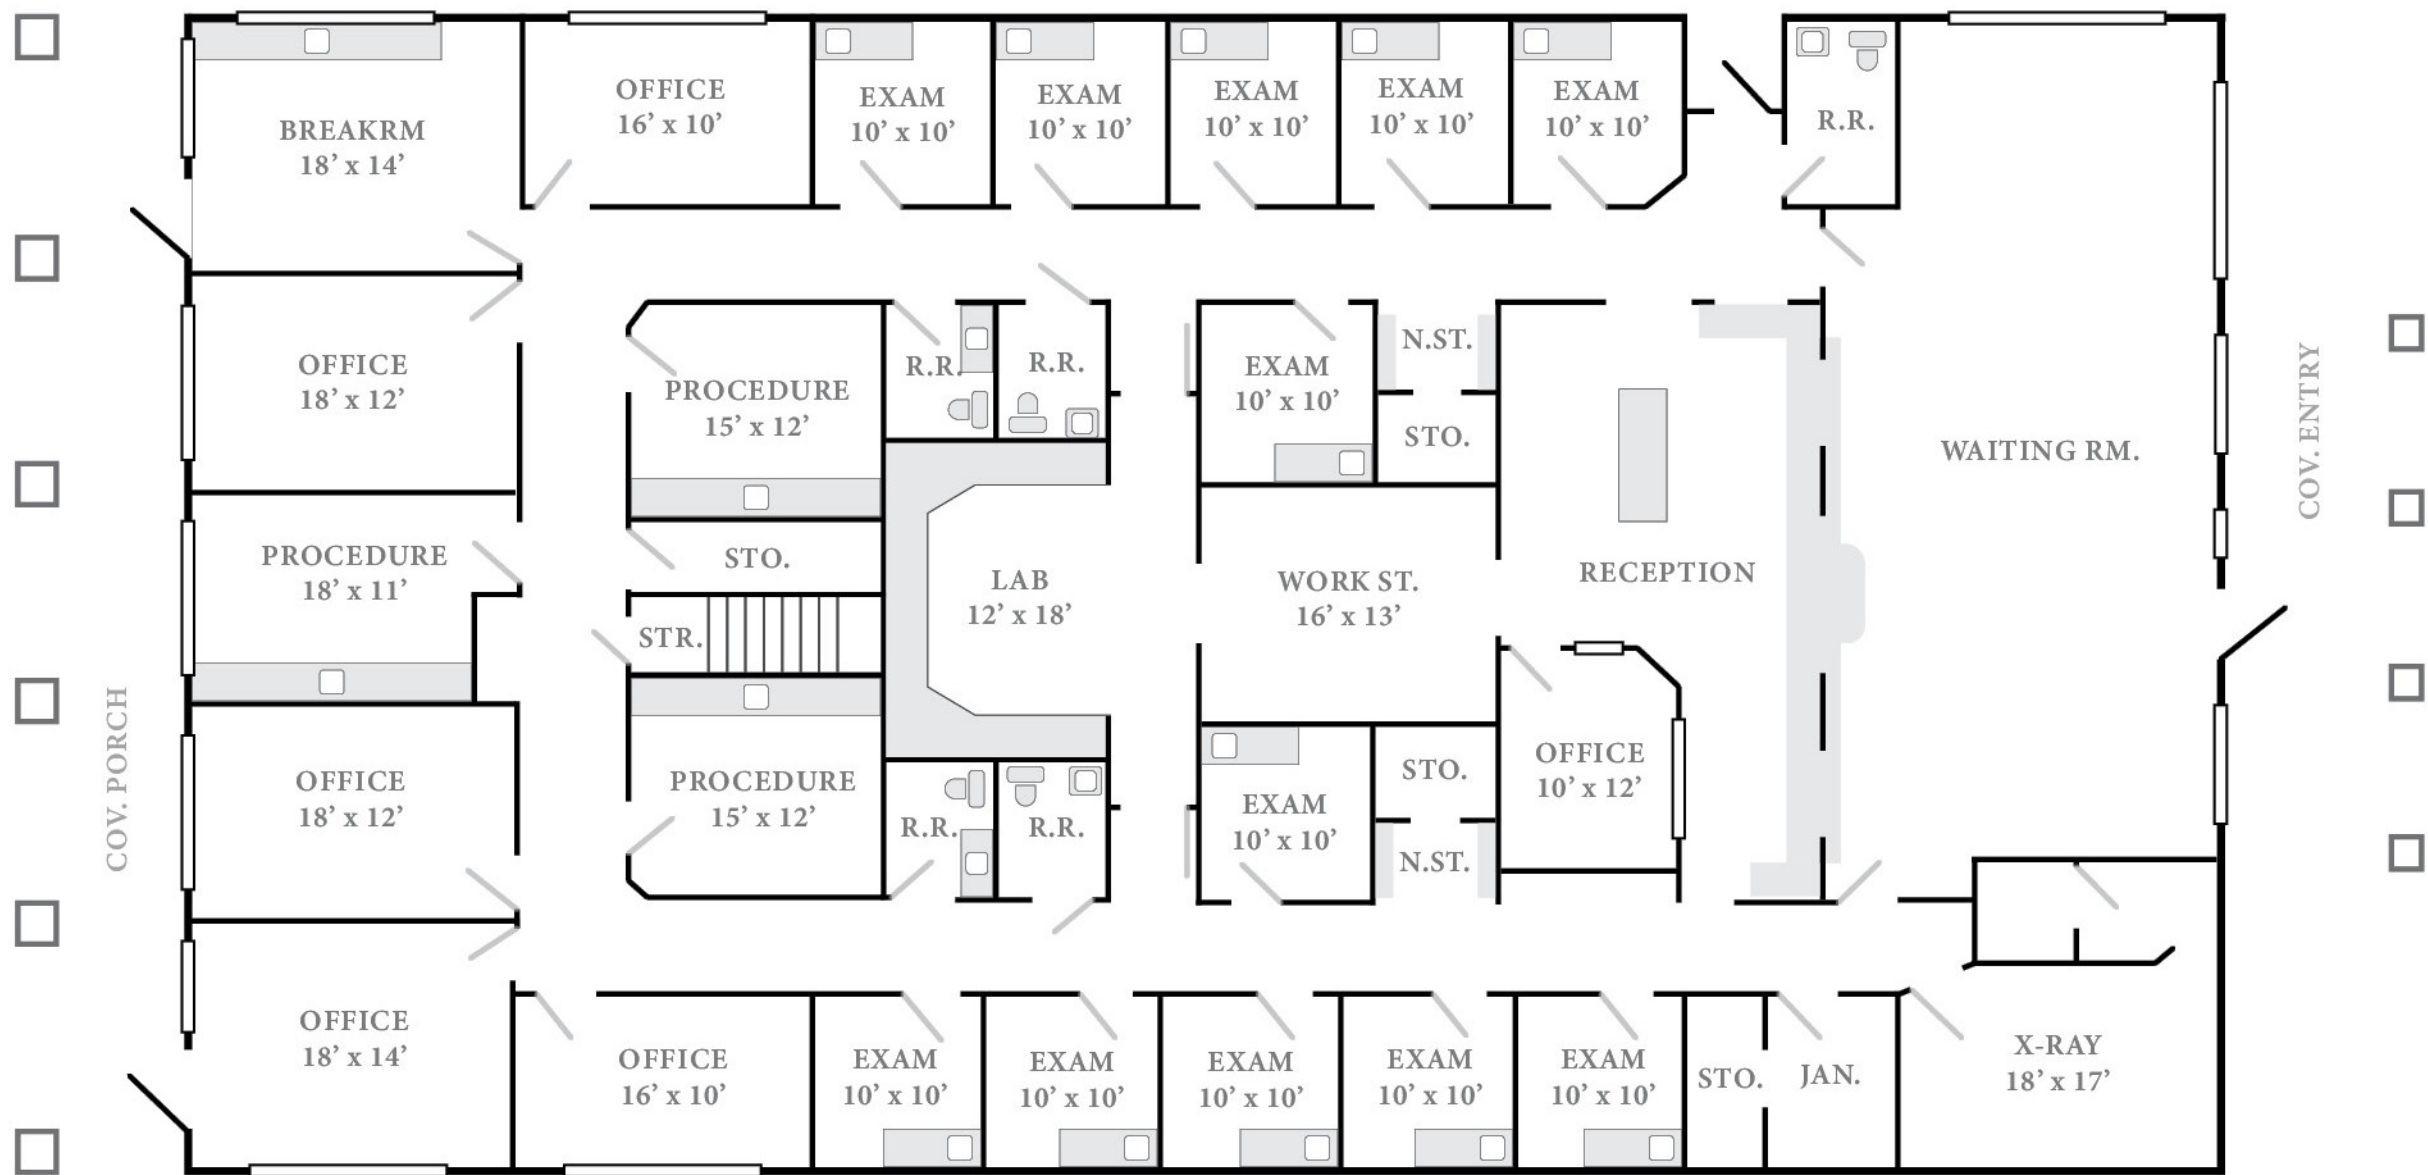 BREAKRM
18’ x 14’
OFFICE
16’ x 10’
EXAM
10’ x 10’
EXAM
10’ x 10’
EXAM
10’ x 10’
EXAM
10’ x 10’
EXAM
10’ x 10’
R.R.
OFFICE
18’ x 12’
PROCEDURE
15’ x 12’
R.R.
R.R.
EXAM
10’ x 10’
N.ST.
STO.
WAITING RM.
COV. ENTRY
PROCEDURE
18’ x 11’
STO.
STR.
LAB
12’ x 18’
WORK ST.
16’ x 13’
RECEPTION
COV. PORCH
OFFICE
18’ x 12’
PROCEDURE
15’ x 12’
R.R.
R.R.
EXAM
10’ x 10’
STO.
N.ST.
OFFICE
10’ x 12’
OFFICE
18’ x 14’
OFFICE
16’ x 10’
EXAM
10’ x 10’
EXAM
10’ x 10’
EXAM
10’ x 10’
EXAM
10’ x 10’
EXAM
10’ x 10’
STO.
JAN.
X-RAY
18’ x 17’